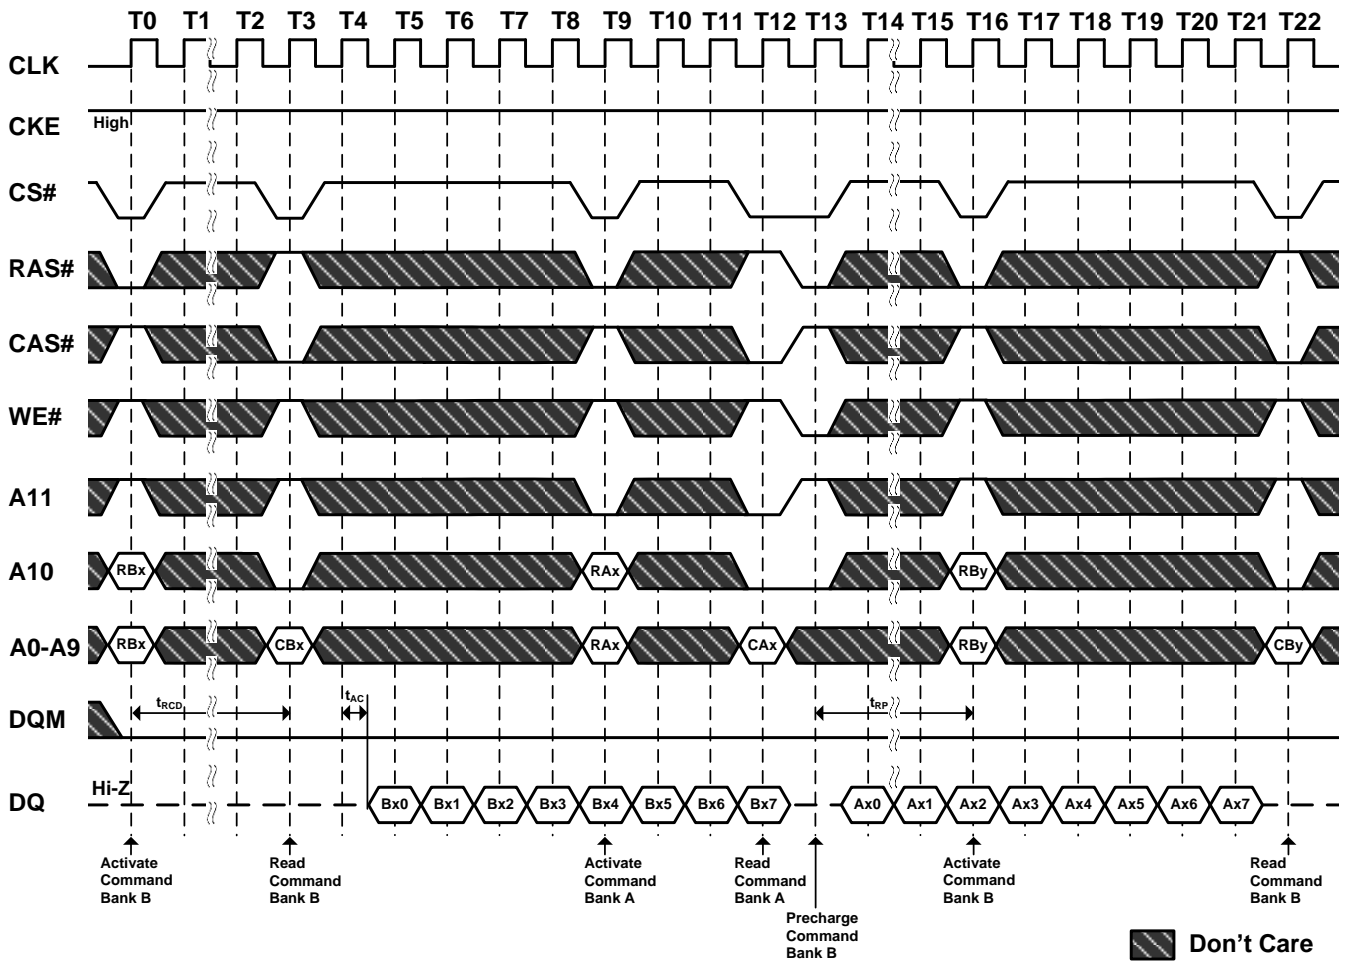 T0 T1 T2 T3 T4 T5 T6 T7 T8 T9 T10 T11 T12 T13 T14 T15 T16 T17 T18 T19 T20 T21 T22
CLK
CKE
High
CS#
RAS#
CAS#
WE#
A11
A10
RBx RAx RBy
A0-A9
RBx CBx RAx CAx RBy CBy
DQM
tRCD tAC tRP
DQ
Hi-Z
Bx0 Bx1 Bx2 Bx3 Bx4 Bx5 Bx6 Bx7 Ax0 Ax1 Ax2 Ax3 Ax4 Ax5 Ax6 Ax7
Activate
Command
Bank B
Read
Command
Bank B
Activate
Command
Bank A
Read
Command
Bank A
Precharge
Command
Bank B
Activate
Command
Bank B
Read
Command
Bank B
Don't Care